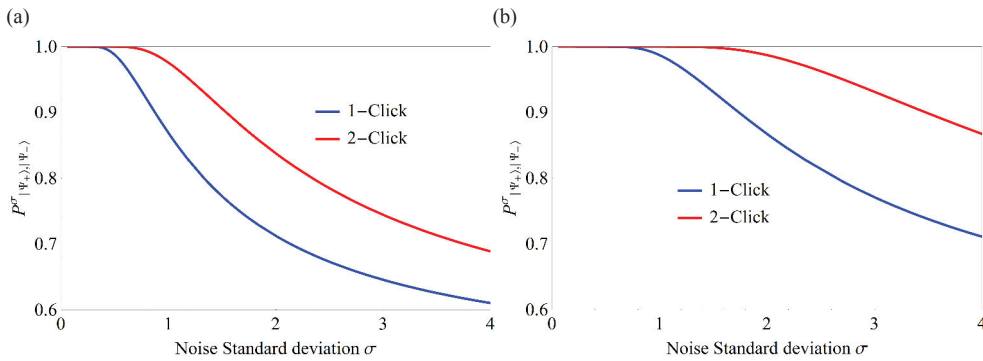 (a)
1.0
0.9
0.8
0.7
0.6
P^σ_|Ψ+⟩,|Ψ−⟩
1−Click
2−Click
0 1 2 3 4
Noise Standard deviation σ
(b)
1.0
0.9
0.8
0.7
0.6
P^σ_|Ψ+⟩,|Ψ−⟩
1−Click
2−Click
0 1 2 3 4
Noise Standard deviation σ